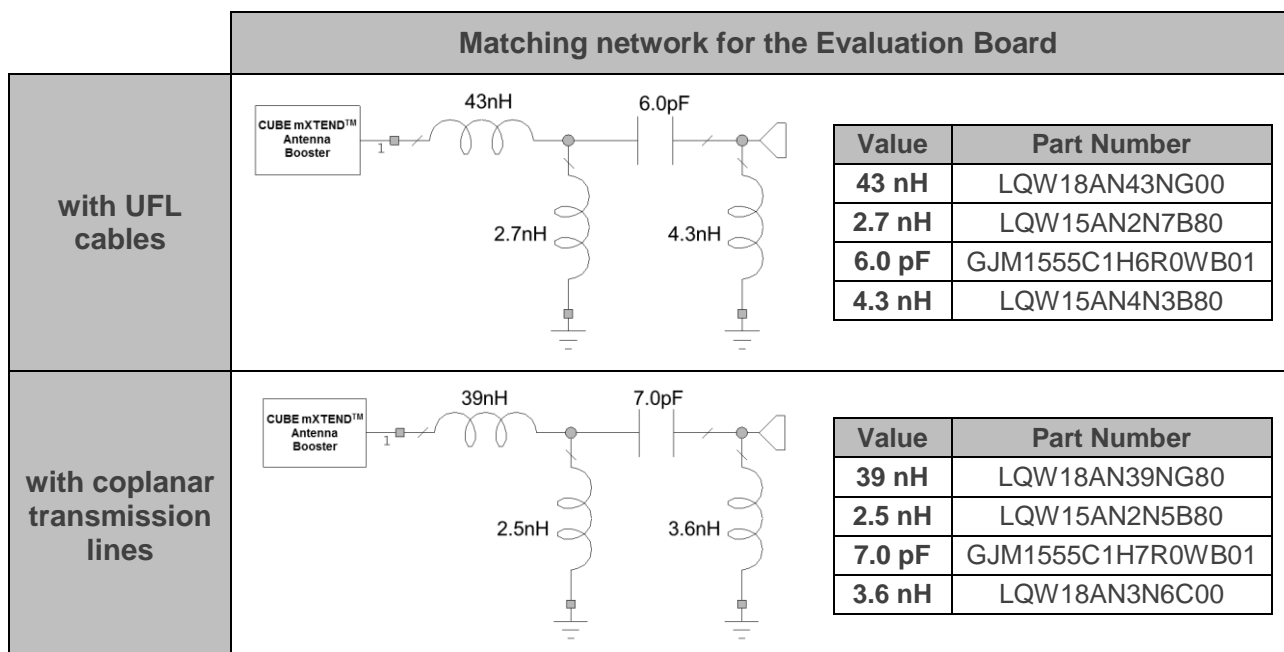 Matching network for the Evaluation Board
with UFL
cables
CUBE mXTEND™
Antenna
Booster
1
43nH
6.0pF
2.7nH
4.3nH
Value Part Number
43 nH LQW18AN43NG00
2.7 nH LQW15AN2N7B80
6.0 pF GJM1555C1H6R0WB01
4.3 nH LQW15AN4N3B80
with coplanar
transmission
lines
CUBE mXTEND™
Antenna
Booster
1
39nH
7.0pF
2.5nH
3.6nH
Value Part Number
39 nH LQW18AN39NG80
2.5 nH LQW15AN2N5B80
7.0 pF GJM1555C1H7R0WB01
3.6 nH LQW18AN3N6C00